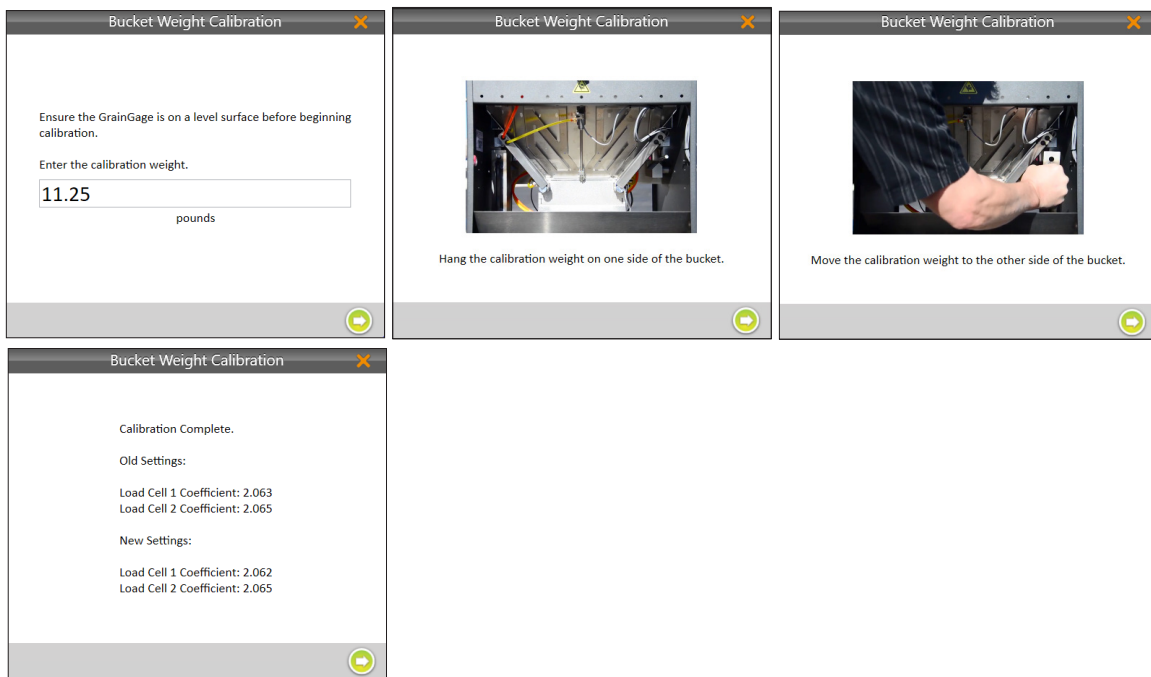 Bucket Weight Calibration
Ensure the GrainGage is on a level surface before beginning
calibration.
Enter the calibration weight.
11.25
pounds
Bucket Weight Calibration
Hang the calibration weight on one side of the bucket.
Bucket Weight Calibration
Move the calibration weight to the other side of the bucket.
Bucket Weight Calibration
Calibration Complete.
Old Settings:
Load Cell 1 Coefficient: 2.063
Load Cell 2 Coefficient: 2.065
New Settings:
Load Cell 1 Coefficient: 2.062
Load Cell 2 Coefficient: 2.065